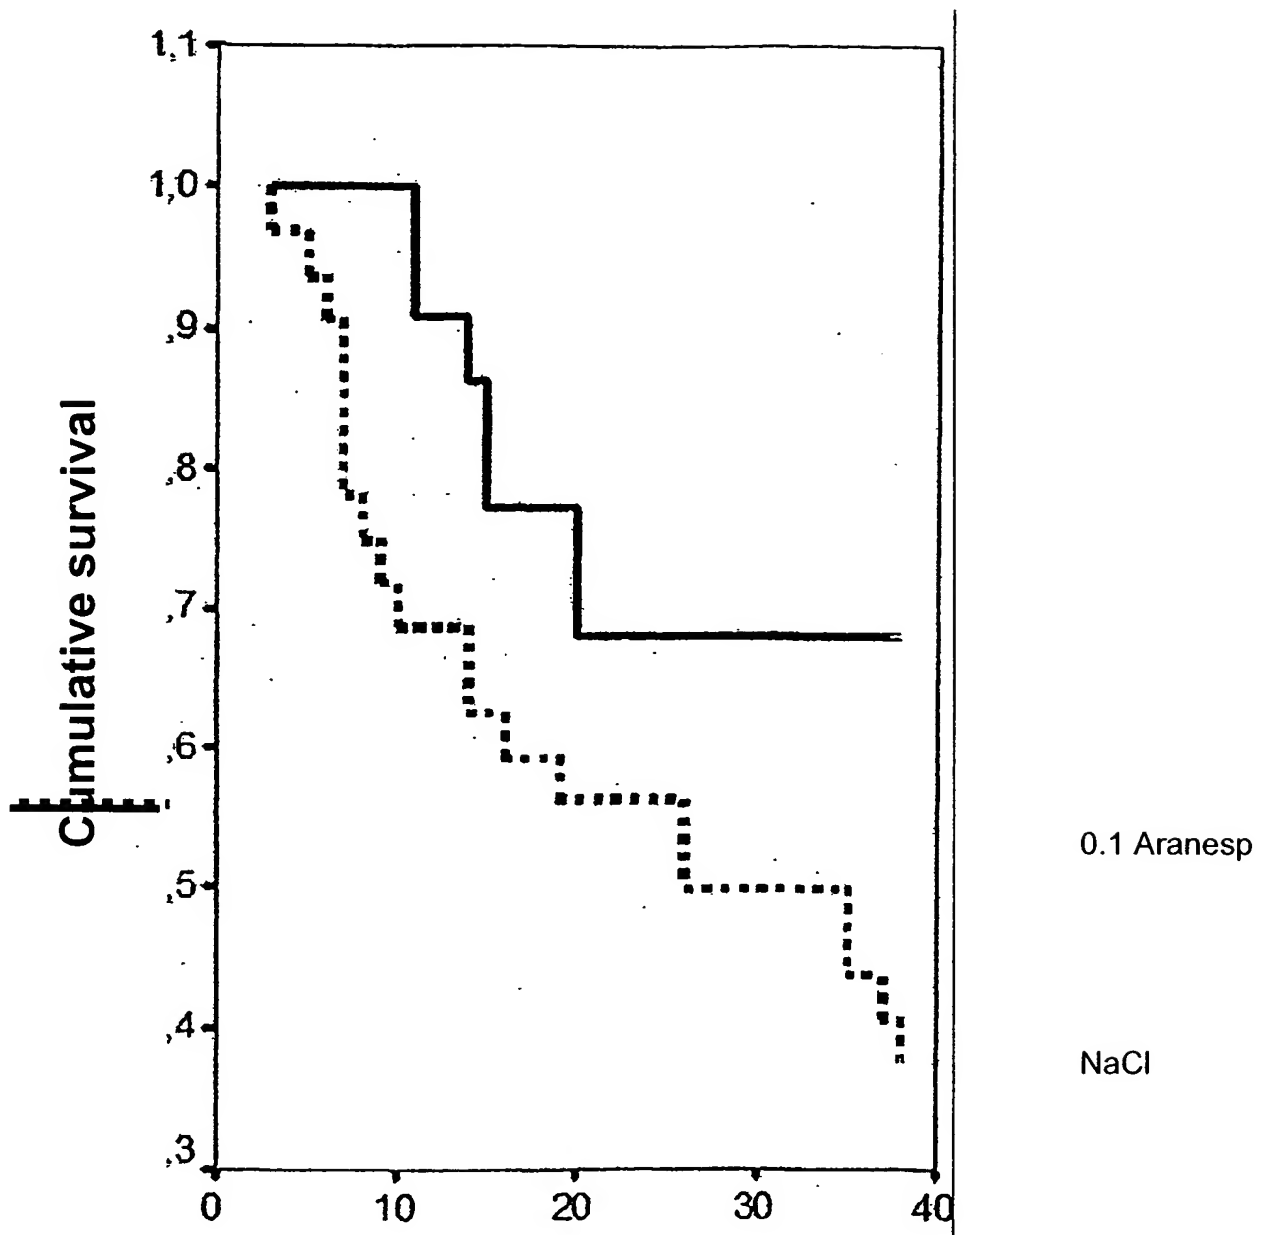 1,1
1,0
,9
,8
,7
,6
,5
,4
,3
Cumulative survival
0 10 20 30 40
0.1 Aranesp
NaCl